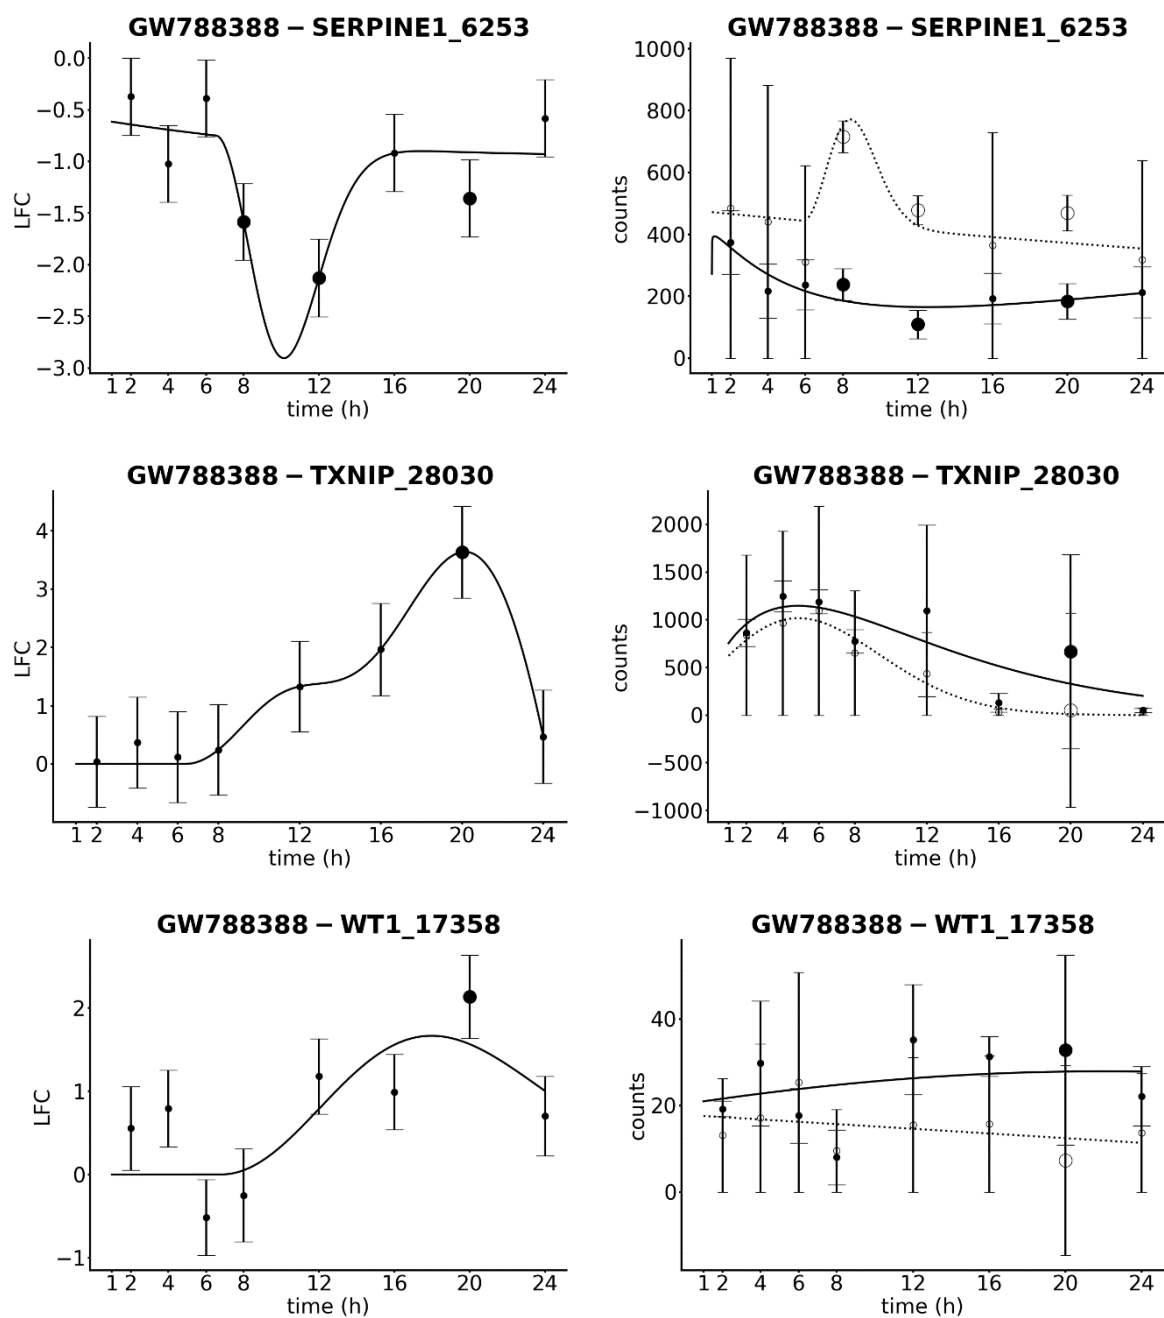 GW788388 – SERPINE1_6253
0.0
−0.5
−1.0
−1.5
−2.0
−2.5
−3.0
LFC
1 2 4 6 8 12 16 20 24
time (h)
GW788388 – SERPINE1_6253
1000
800
600
400
200
0
counts
1 2 4 6 8 12 16 20 24
time (h)
GW788388 – TXNIP_28030
4
3
2
1
0
LFC
1 2 4 6 8 12 16 20 24
time (h)
GW788388 – TXNIP_28030
2000
1500
1000
500
0
−500
−1000
counts
1 2 4 6 8 12 16 20 24
time (h)
GW788388 – WT1_17358
2
1
0
−1
LFC
1 2 4 6 8 12 16 20 24
time (h)
GW788388 – WT1_17358
40
20
0
counts
1 2 4 6 8 12 16 20 24
time (h)